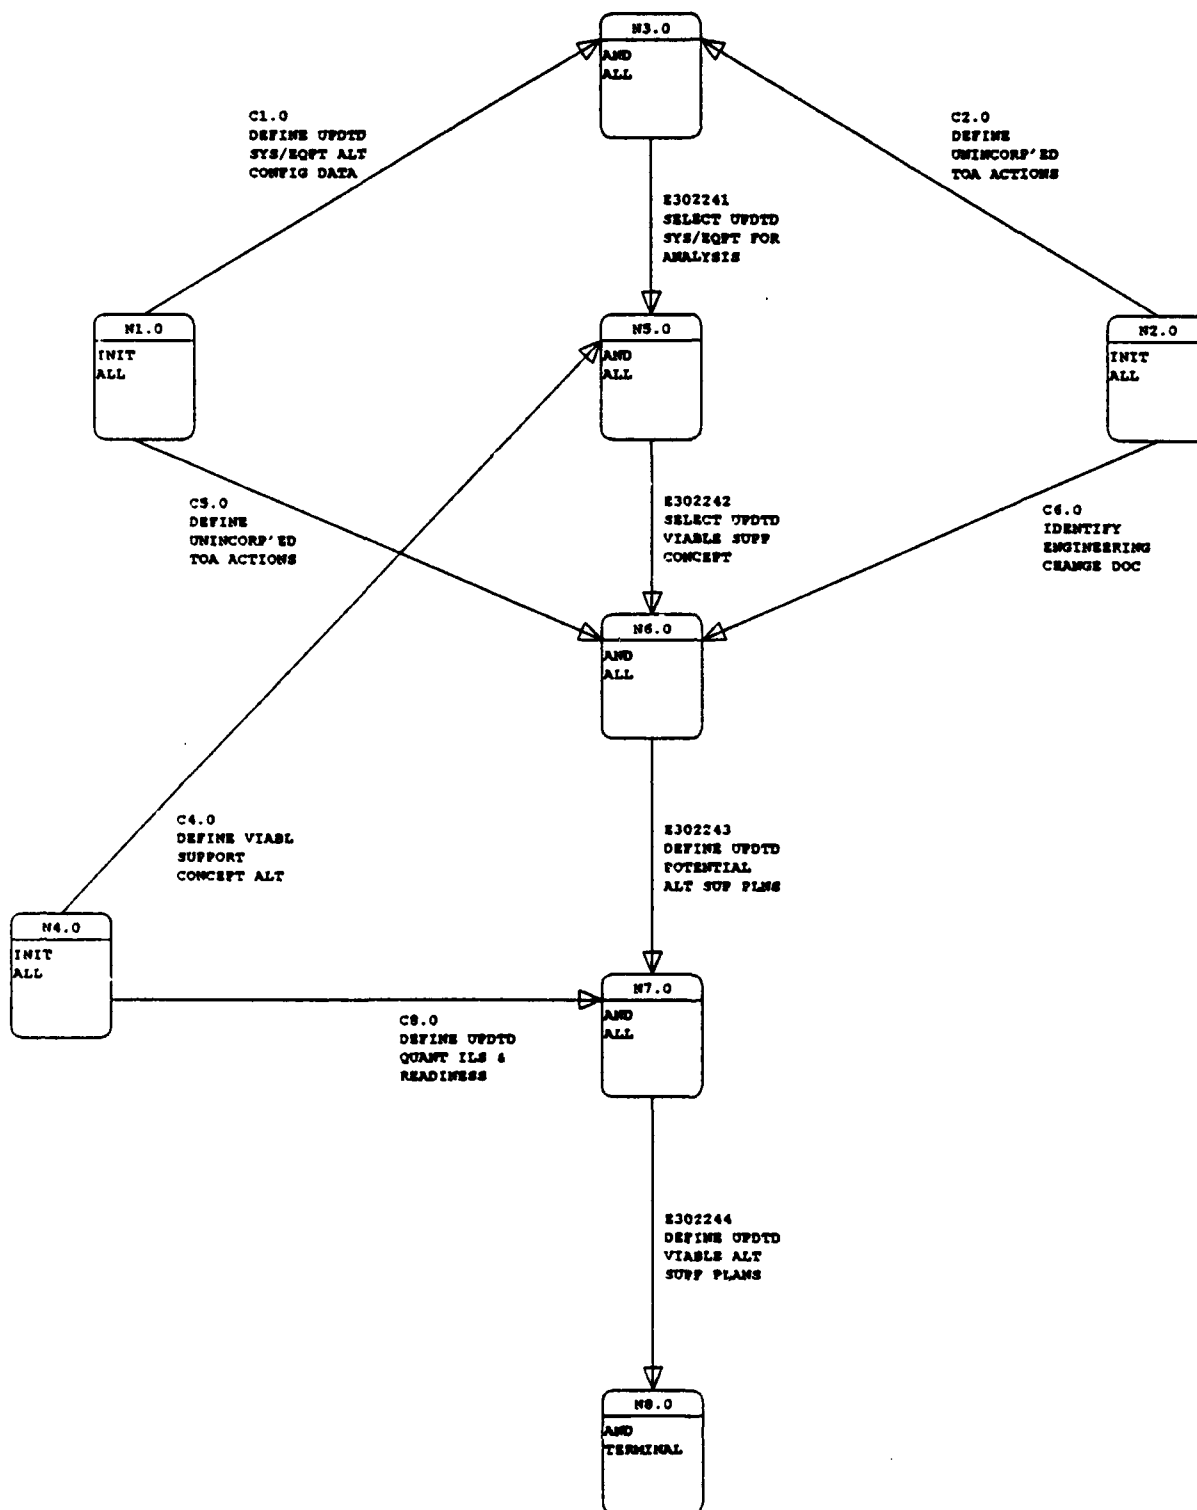 N3.0
AND
ALL
C1.0
DEFINE UPDTD
SYS/EQPT ALT
CONFIG DATA
C2.0
DEFINE
UNINCORP'ED
TOA ACTIONS
E302241
SELECT UPDTD
SYS/EQPT FOR
ANALYSIS
N1.0
INIT
ALL
N5.0
AND
ALL
N2.0
INIT
ALL
C5.0
DEFINE
UNINCORP'ED
TOA ACTIONS
E302242
SELECT UPDTD
VIABLE SUPP
CONCEPT
C6.0
IDENTIFY
ENGINEERING
CHANGE DOC
N6.0
AND
ALL
C4.0
DEFINE VIABL
SUPPORT
CONCEPT ALT
E302243
DEFINE UPDTD
POTENTIAL
ALT SUP PLNS
N4.0
INIT
ALL
N7.0
AND
ALL
C8.0
DEFINE UPDTD
QUANT ILS &
READINESS
E302244
DEFINE UPDTD
VIABLE ALT
SUPP PLANS
N8.0
AND
TERMINAL